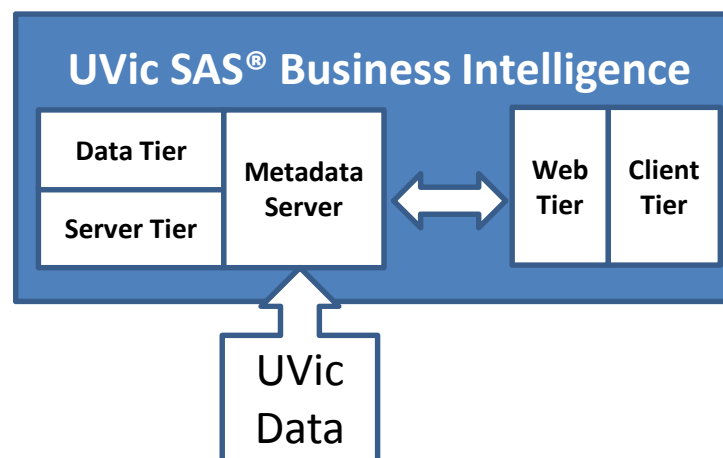 UVic SAS® Business Intelligence
Data Tier
Server Tier
Metadata
Server
Web
Tier
Client
Tier
UVic
Data